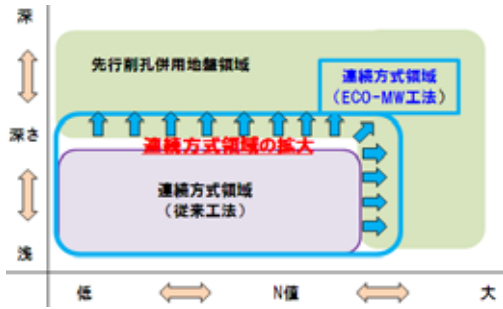 深
先行削孔併用地盤領域
連続方式領域
(ECO-MW工法)
深さ
連続方式領域の拡大
連続方式領域
(従来工法)
浅
低
N値
大